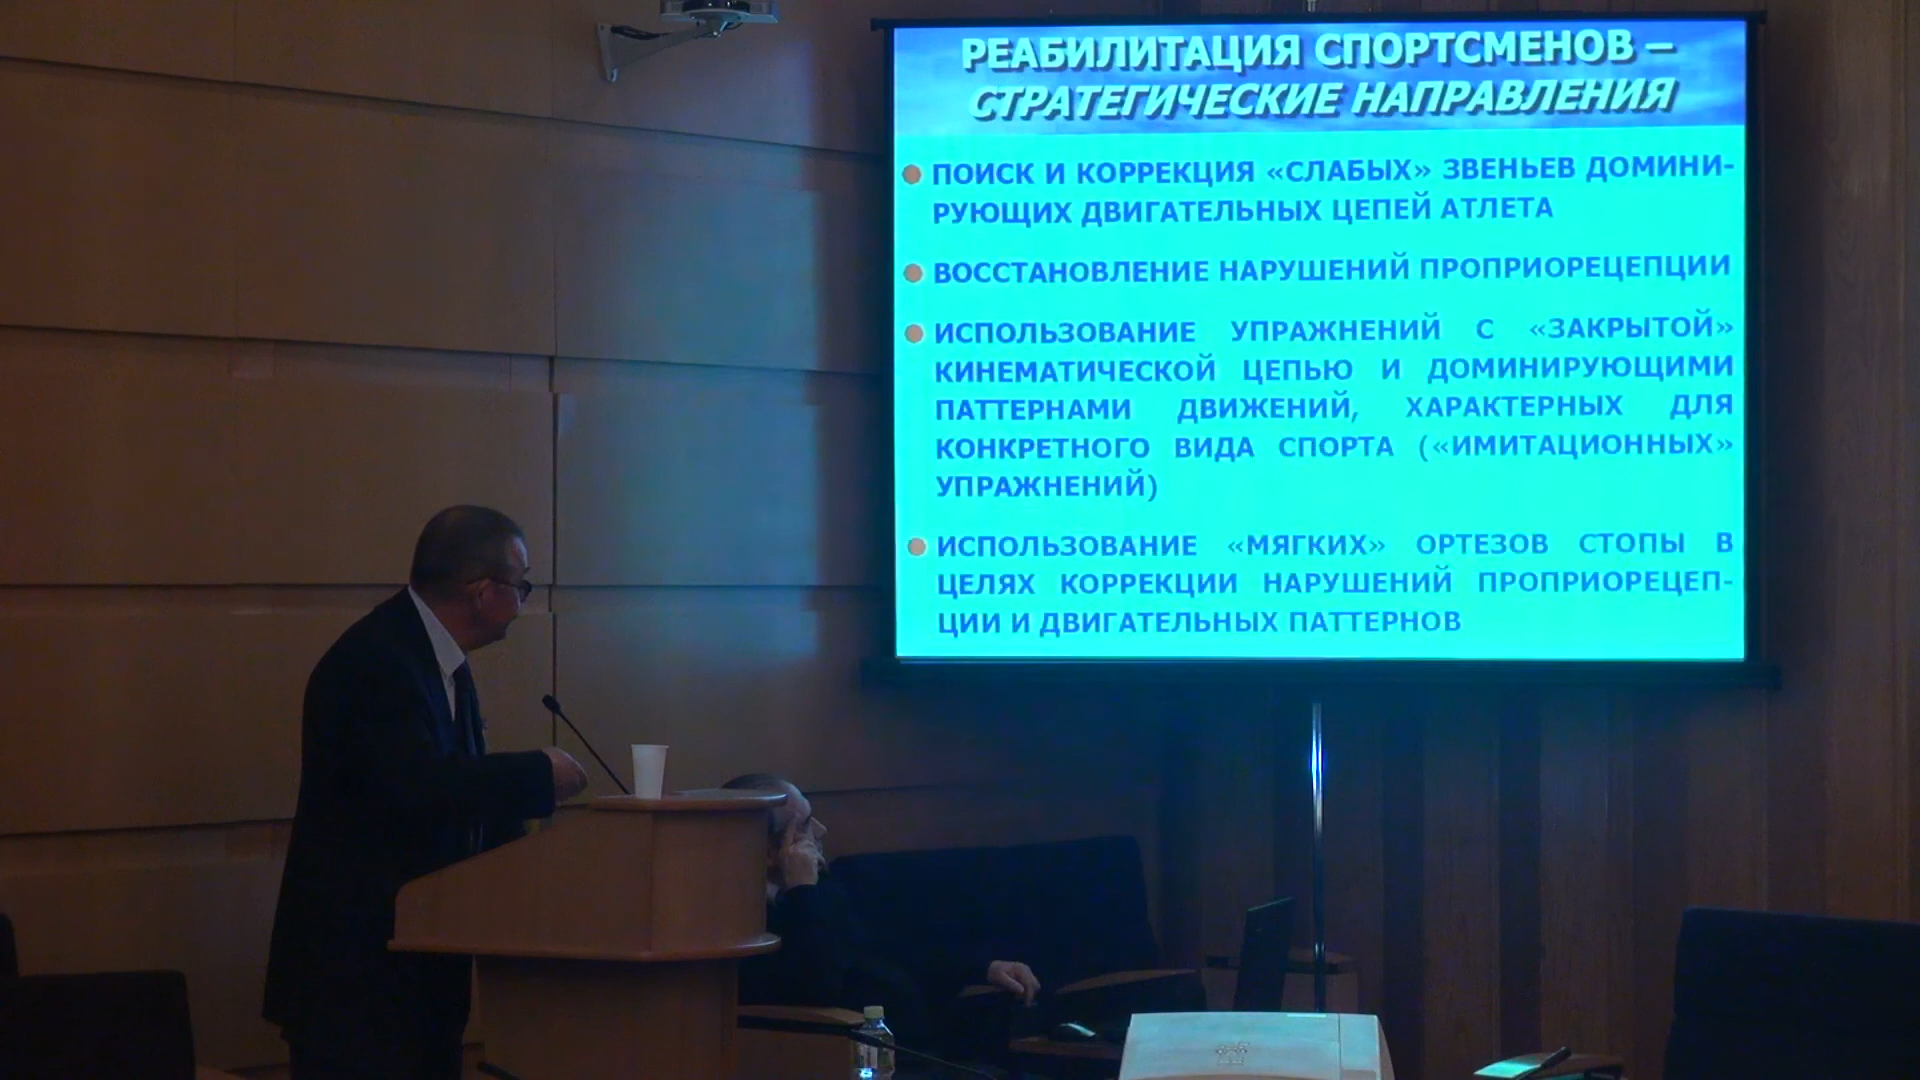 РЕАБИЛИТАЦИЯ СПОРТСМЕНОВ –
СТРАТЕГИЧЕСКИЕ НАПРАВЛЕНИЯ
ПОИСК И КОРРЕКЦИЯ «СЛАБЫХ» ЗВЕНЬЕВ ДОМИНИ-
РУЮЩИХ ДВИГАТЕЛЬНЫХ ЦЕПЕЙ АТЛЕТА
ВОССТАНОВЛЕНИЕ НАРУШЕНИЙ ПРОПРИОРЕЦЕПЦИИ
ИСПОЛЬЗОВАНИЕ УПРАЖНЕНИЙ С «ЗАКРЫТОЙ»
КИНЕМАТИЧЕСКОЙ ЦЕПЬЮ И ДОМИНИРУЮЩИМИ
ПАТТЕРНАМИ ДВИЖЕНИЙ, ХАРАКТЕРНЫХ ДЛЯ
КОНКРЕТНОГО ВИДА СПОРТА («ИМИТАЦИОННЫХ»
УПРАЖНЕНИЙ)
ИСПОЛЬЗОВАНИЕ «МЯГКИХ» ОРТЕЗОВ СТОПЫ В
ЦЕЛЯХ КОРРЕКЦИИ НАРУШЕНИЙ ПРОПРИОРЕЦЕП-
ЦИИ И ДВИГАТЕЛЬНЫХ ПАТТЕРНОВ